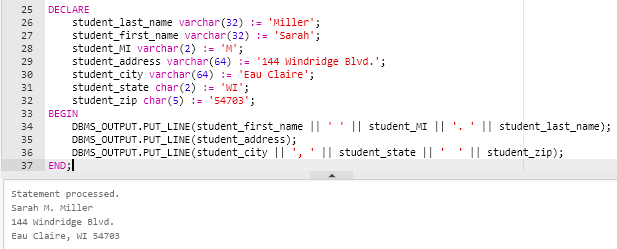 25 DECLARE
26 student_last_name varchar(32) := 'Miller';
27 student_first_name varchar(32) := 'Sarah';
28 student_MI varchar(2) := 'M';
29 student_address varchar(64) := '144 Windridge Blvd.';
30 student_city varchar(64) := 'Eau Claire';
31 student_state char(2) := 'WI';
32 student_zip char(5) := '54703';
33 BEGIN
34 DBMS_OUTPUT.PUT_LINE(student_first_name || ' ' || student_MI || '. ' || student_last_name);
35 DBMS_OUTPUT.PUT_LINE(student_address);
36 DBMS_OUTPUT.PUT_LINE(student_city || ', ' || student_state || '  ' || student_zip);
37 END;
Statement processed.
Sarah M. Miller
144 Windridge Blvd.
Eau Claire, WI 54703